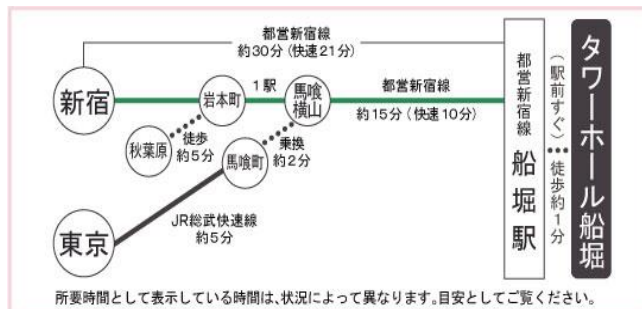 都営新宿線
約30分(快速21分)
新宿
岩本町
1駅
馬喰
横山
都営新宿線
約15分(快速10分)
秋葉原
徒歩
約5分
馬喰町
乗換
約2分
東京
JR総武快速線
約5分
都営新宿線
船堀駅
(駅前すぐ)
徒歩約1分
タワーホール船堀
所要時間として表示している時間は、状況によって異なります。目安としてご覧ください。